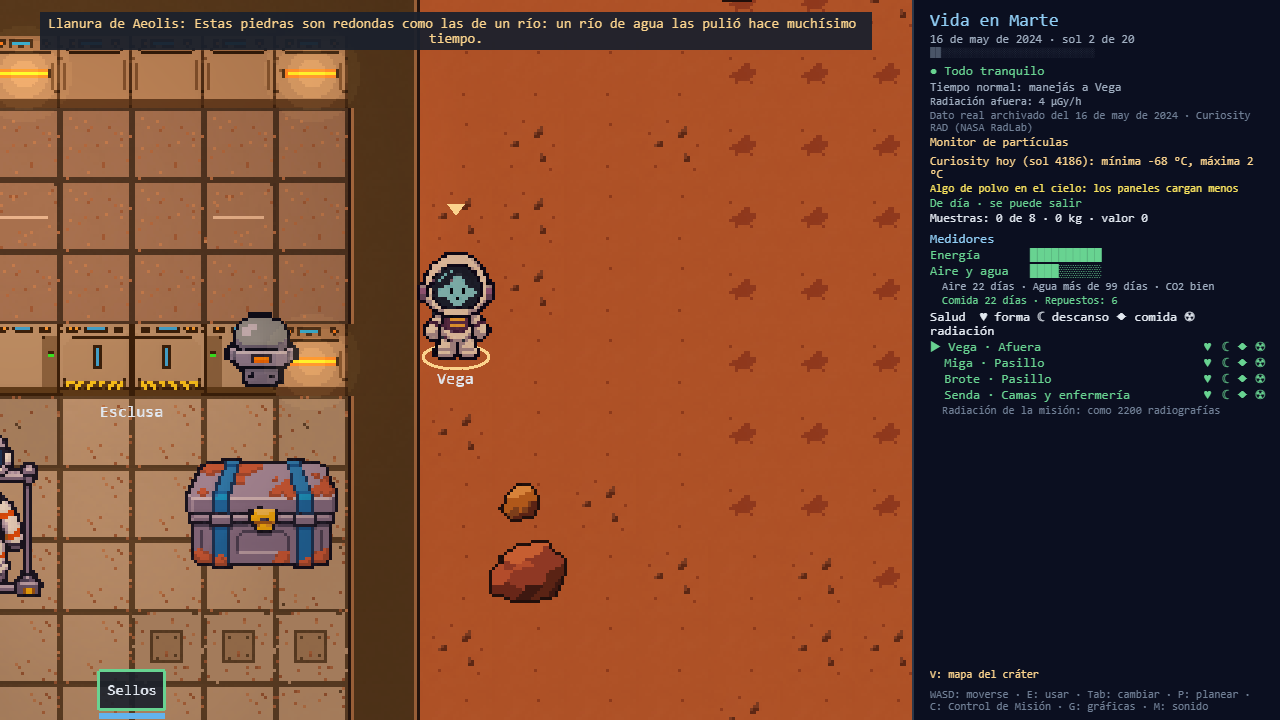 Llanura de Aeolis: Estas piedras son redondas como las de un río: un río de agua las pulió hace muchísimo
tiempo.
Vega
Esclusa
Sellos
Vida en Marte
16 de may de 2024 · sol 2 de 20
● Todo tranquilo
Tiempo normal: manejás a Vega
Radiación afuera: 4 µGy/h
Dato real archivado del 16 de may de 2024 · Curiosity
RAD (NASA RadLab)
Monitor de partículas
Curiosity hoy (sol 4186): mínima -68 °C, máxima 2
°C
Algo de polvo en el cielo: los paneles cargan menos
De día · se puede salir
Muestras: 0 de 8 · 0 kg · valor 0
Medidores
Energía
Aire y agua
Aire 22 días · Agua más de 99 días · CO2 bien
Comida 22 días · Repuestos: 6
Salud ♥ forma ☾ descanso ◆ comida ☢
radiación
▶ Vega · Afuera ♥ ☾ ◆ ☢
Miga · Pasillo ♥ ☾ ◆ ☢
Brote · Pasillo ♥ ☾ ◆ ☢
Senda · Camas y enfermería ♥ ☾ ◆ ☢
Radiación de la misión: como 2200 radiografías
V: mapa del cráter
WASD: moverse · E: usar · Tab: cambiar · P: planear ·
C: Control de Misión · G: gráficas · M: sonido